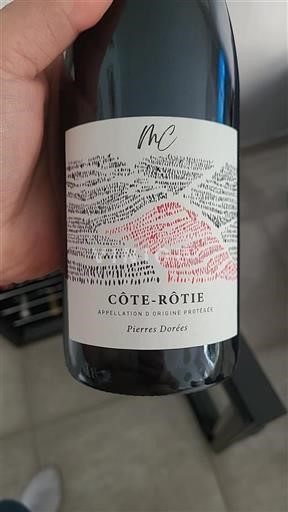 MC
CÔTE-RÔTIE
APPELLATION D'ORIGINE PROTÉGÉE
Pierres Dorées